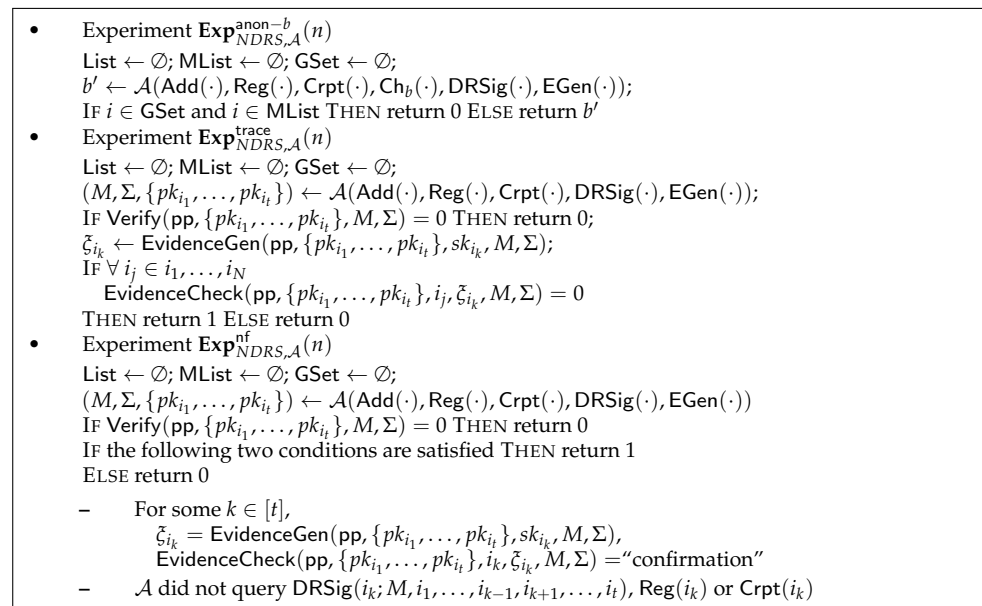 • Experiment Exp^{anon−b}_{NDRS,𝒜}(n)
List ← ∅; MList ← ∅; GSet ← ∅;
b′ ← 𝒜(Add(·), Reg(·), Crpt(·), Ch_b(·), DRSig(·), EGen(·));
IF i ∈ GSet and i ∈ MList THEN return 0 ELSE return b′
• Experiment Exp^{trace}_{NDRS,𝒜}(n)
List ← ∅; MList ← ∅; GSet ← ∅;
(M, Σ, {pk_{i_1}, . . . , pk_{i_t}}) ← 𝒜(Add(·), Reg(·), Crpt(·), DRSig(·), EGen(·));
IF Verify(pp, {pk_{i_1}, . . . , pk_{i_t}}, M, Σ) = 0 THEN return 0;
ξ_{i_k} ← EvidenceGen(pp, {pk_{i_1}, . . . , pk_{i_t}}, sk_{i_k}, M, Σ);
IF ∀ i_j ∈ i_1, . . . , i_N
EvidenceCheck(pp, {pk_{i_1}, . . . , pk_{i_t}}, i_j, ξ_{i_k}, M, Σ) = 0
THEN return 1 ELSE return 0
• Experiment Exp^{nf}_{NDRS,𝒜}(n)
List ← ∅; MList ← ∅; GSet ← ∅;
(M, Σ, {pk_{i_1}, . . . , pk_{i_t}}) ← 𝒜(Add(·), Reg(·), Crpt(·), DRSig(·), EGen(·))
IF Verify(pp, {pk_{i_1}, . . . , pk_{i_t}}, M, Σ) = 0 THEN return 0
IF the following two conditions are satisfied THEN return 1
ELSE return 0
– For some k ∈ [t],
ξ_{i_k} = EvidenceGen(pp, {pk_{i_1}, . . . , pk_{i_t}}, sk_{i_k}, M, Σ),
EvidenceCheck(pp, {pk_{i_1}, . . . , pk_{i_t}}, i_k, ξ_{i_k}, M, Σ) =“confirmation”
– 𝒜 did not query DRSig(i_k; M, i_1, . . . , i_{k−1}, i_{k+1}, . . . , i_t), Reg(i_k) or Crpt(i_k)